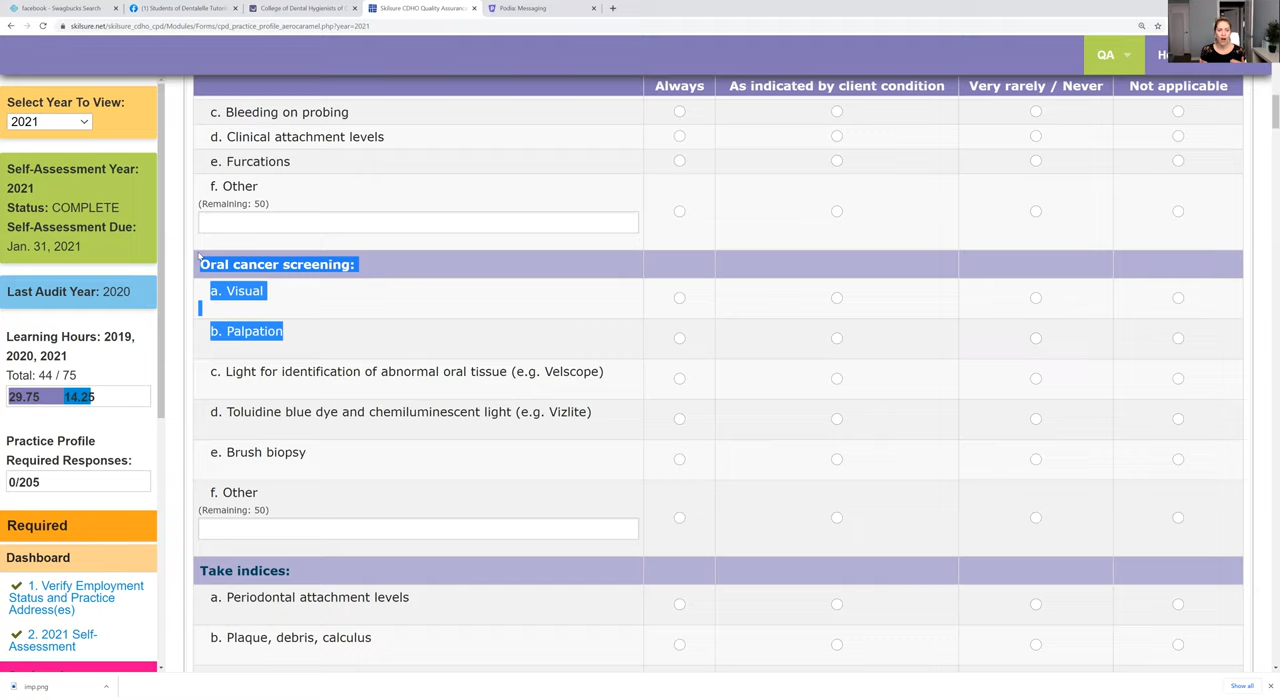 facebook - Swagbucks Search
(1) Students of Dentalelle Tutori
College of Dental Hygienists of O
Skilsure CDHO Quality Assuranc
Podia: Messaging
skilsure.net/skilsure_cdho_cpd/Modules/Forms/cpd_practice_profile_aerocaramel.php?year=2021
QA
Select Year To View:
2021
Self-Assessment Year:
2021
Status: COMPLETE
Self-Assessment Due:
Jan. 31, 2021
Last Audit Year: 2020
Learning Hours: 2019,
2020, 2021
Total: 44 / 75
29.75 14.25
Practice Profile
Required Responses:
0/205
Required
Dashboard
1. Verify Employment
Status and Practice
Address(es)
2. 2021 Self-
Assessment
Always As indicated by client condition Very rarely / Never Not applicable
c. Bleeding on probing
d. Clinical attachment levels
e. Furcations
f. Other
(Remaining: 50)
Oral cancer screening:
a. Visual
b. Palpation
c. Light for identification of abnormal oral tissue (e.g. Velscope)
d. Toluidine blue dye and chemiluminescent light (e.g. Vizlite)
e. Brush biopsy
f. Other
(Remaining: 50)
Take indices:
a. Periodontal attachment levels
b. Plaque, debris, calculus
imp.png
Show all